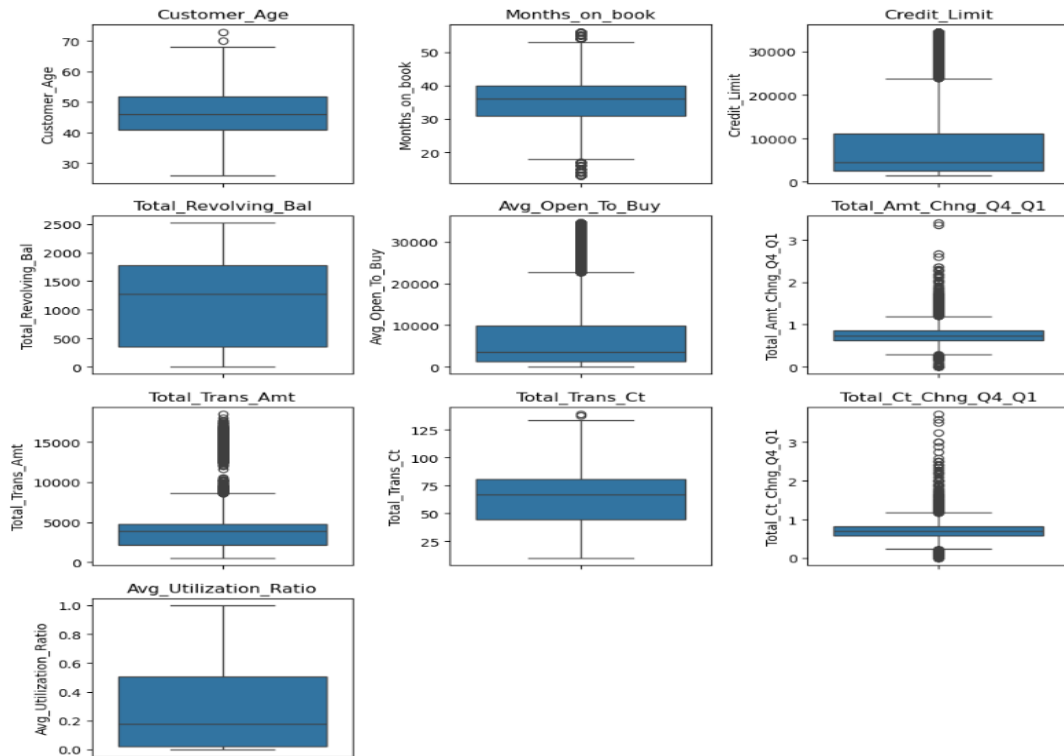 Customer_Age
Customer_Age
70
60
50
40
30
Months_on_book
Months_on_book
50
40
30
20
Credit_Limit
Credit_Limit
30000
20000
10000
0
Total_Revolving_Bal
Total_Revolving_Bal
2500
2000
1500
1000
500
0
Avg_Open_To_Buy
Avg_Open_To_Buy
30000
20000
10000
0
Total_Amt_Chng_Q4_Q1
Total_Amt_Chng_Q4_Q1
3
2
1
0
Total_Trans_Amt
Total_Trans_Amt
15000
10000
5000
0
Total_Trans_Ct
Total_Trans_Ct
125
100
75
50
25
Total_Ct_Chng_Q4_Q1
Total_Ct_Chng_Q4_Q1
3
2
1
0
Avg_Utilization_Ratio
Avg_Utilization_Ratio
1.0
0.8
0.6
0.4
0.2
0.0